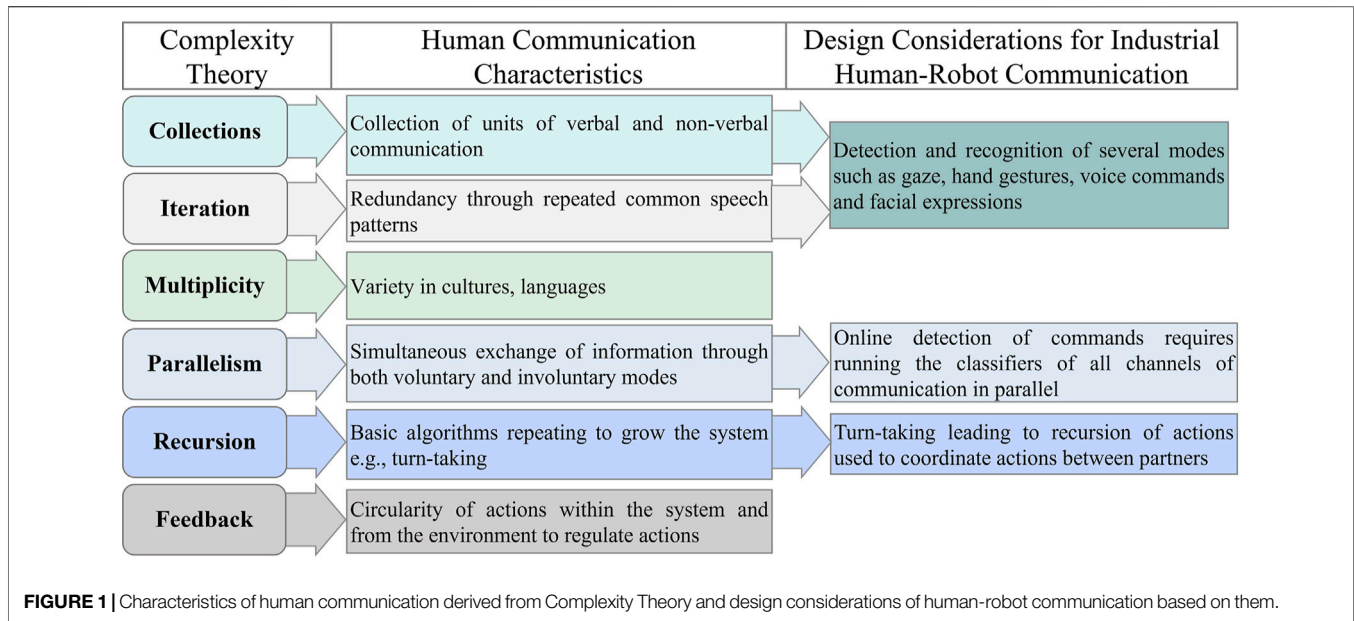 Complexity
Theory
Human Communication
Characteristics
Design Considerations for Industrial
Human-Robot Communication
Collections
Collection of units of verbal and non-verbal
communication
Detection and recognition of several modes
such as gaze, hand gestures, voice commands
and facial expressions
Iteration
Redundancy through repeated common speech
patterns
Multiplicity
Variety in cultures, languages
Parallelism
Simultaneous exchange of information through
both voluntary and involuntary modes
Online detection of commands requires
running the classifiers of all channels of
communication in parallel
Recursion
Basic algorithms repeating to grow the system
e.g., turn-taking
Turn-taking leading to recursion of actions
used to coordinate actions between partners
Feedback
Circularity of actions within the system and
from the environment to regulate actions
FIGURE 1 | Characteristics of human communication derived from Complexity Theory and design considerations of human-robot communication based on them.